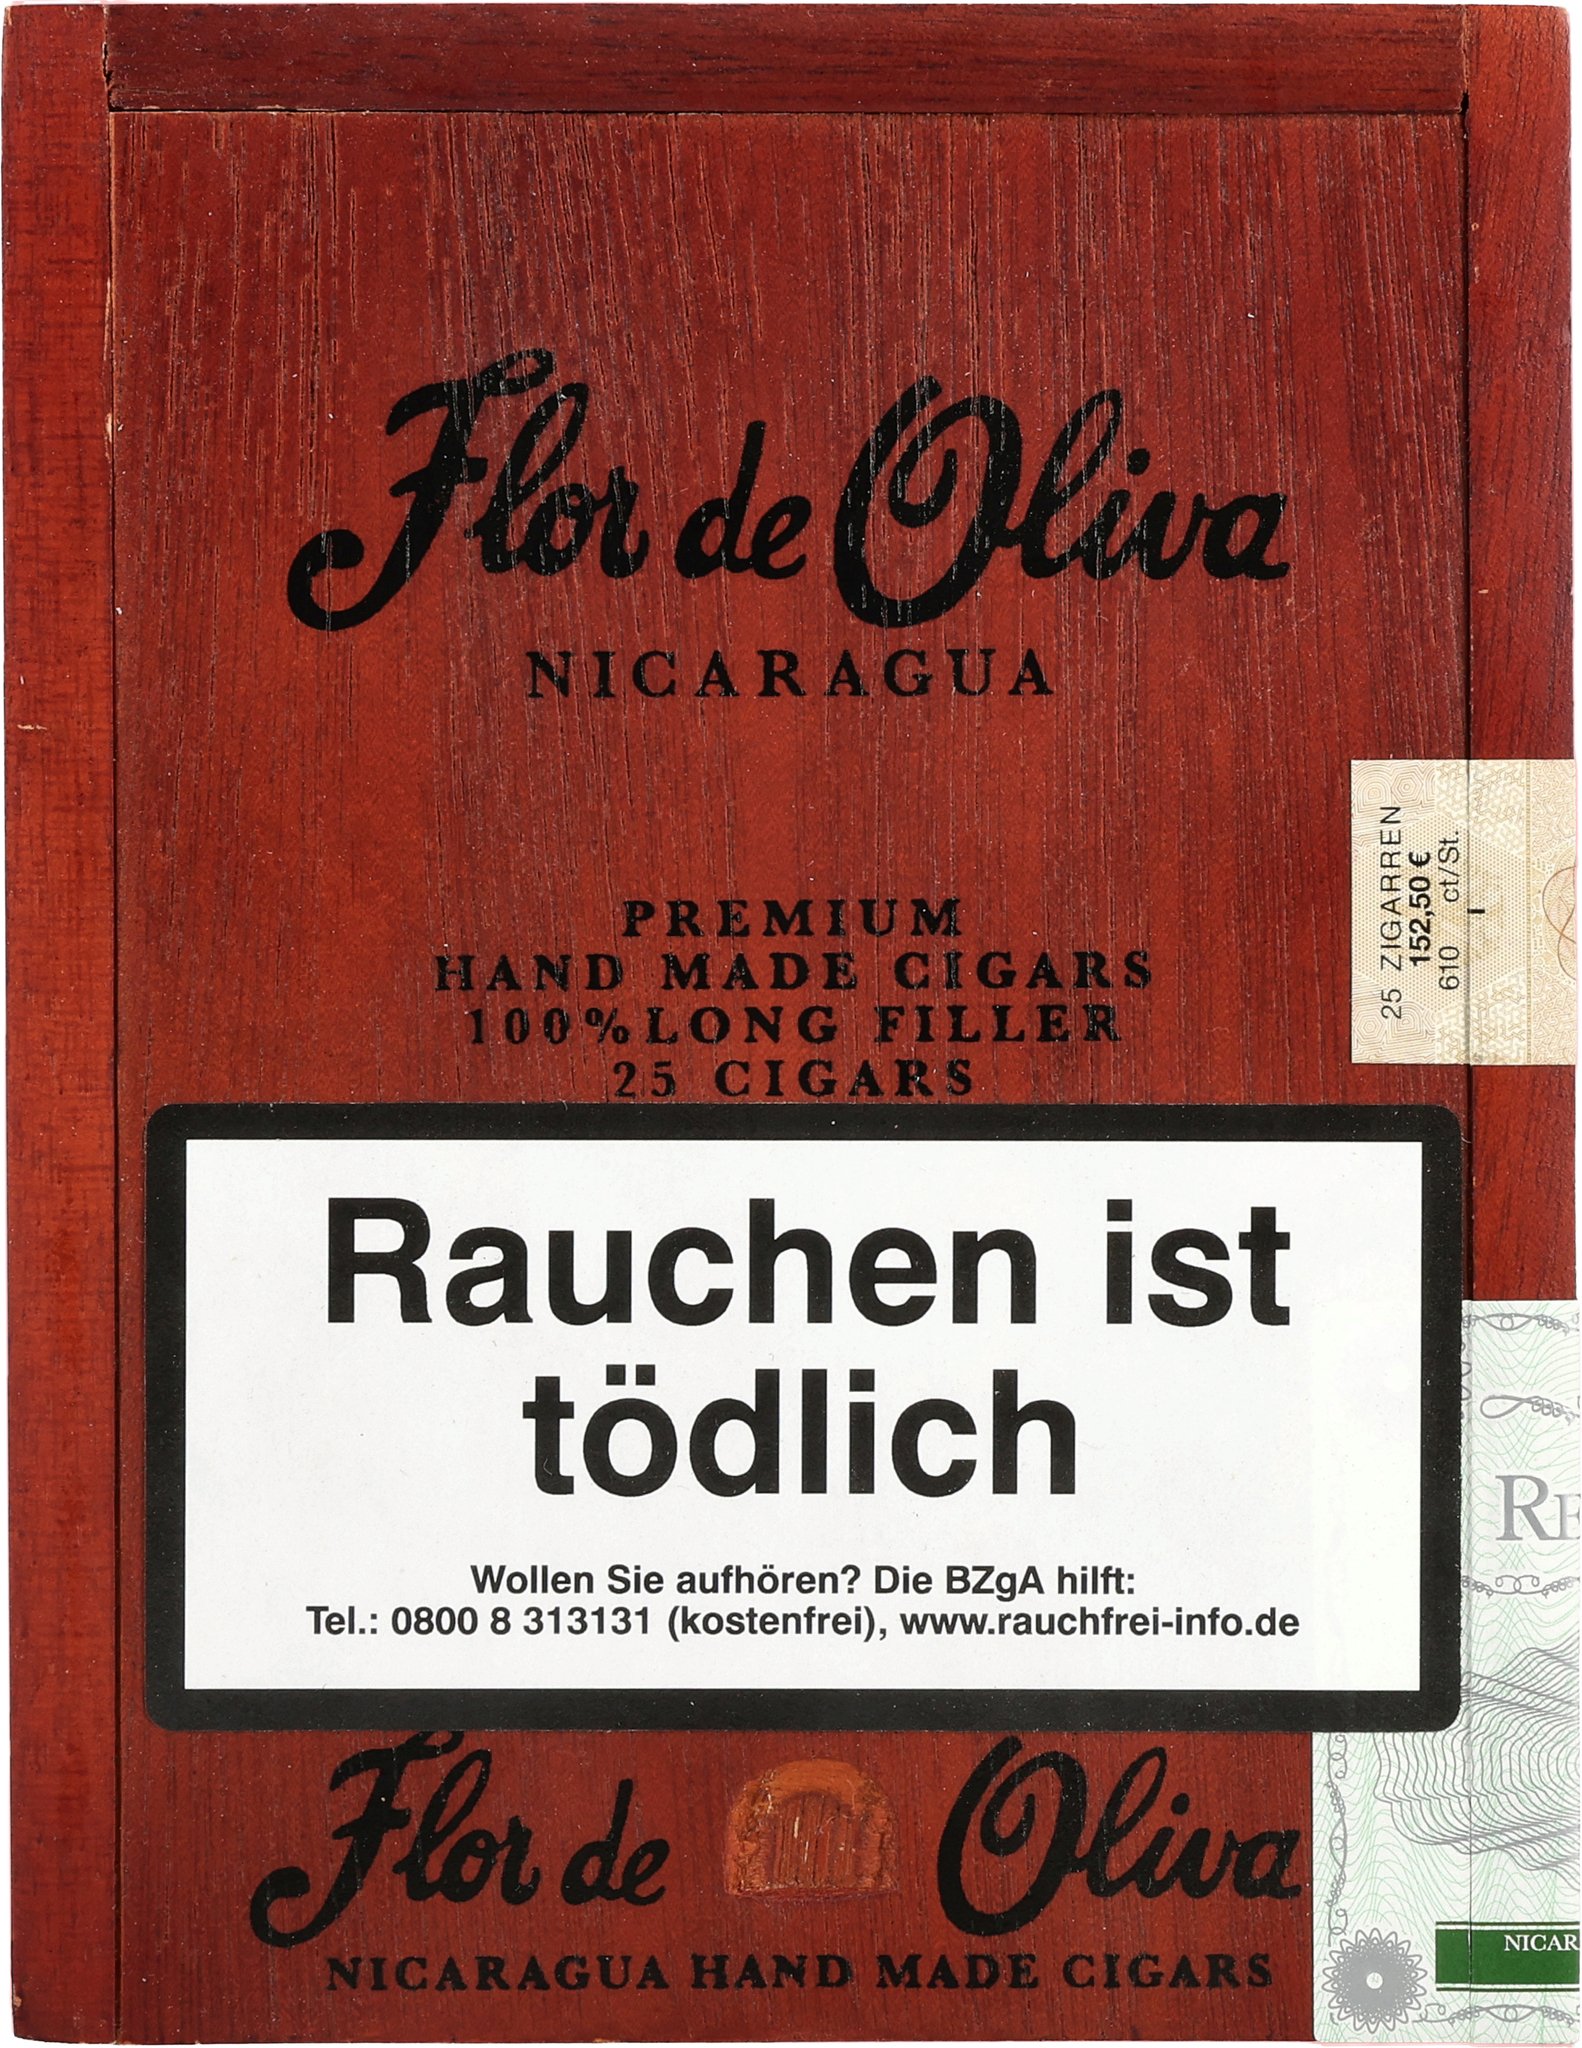 Flor de Oliva
NICARAGUA
25 ZIGARREN
152,50 €
610 ct/St.
PREMIUM
HAND MADE CIGARS
100% LONG FILLER
25 CIGARS
Rauchen ist
tödlich
Wollen Sie aufhören? Die BZgA hilft:
Tel.: 0800 8 313131 (kostenfrei), www.rauchfrei-info.de
Flor de Oliva
NICARAGUA HAND MADE CIGARS